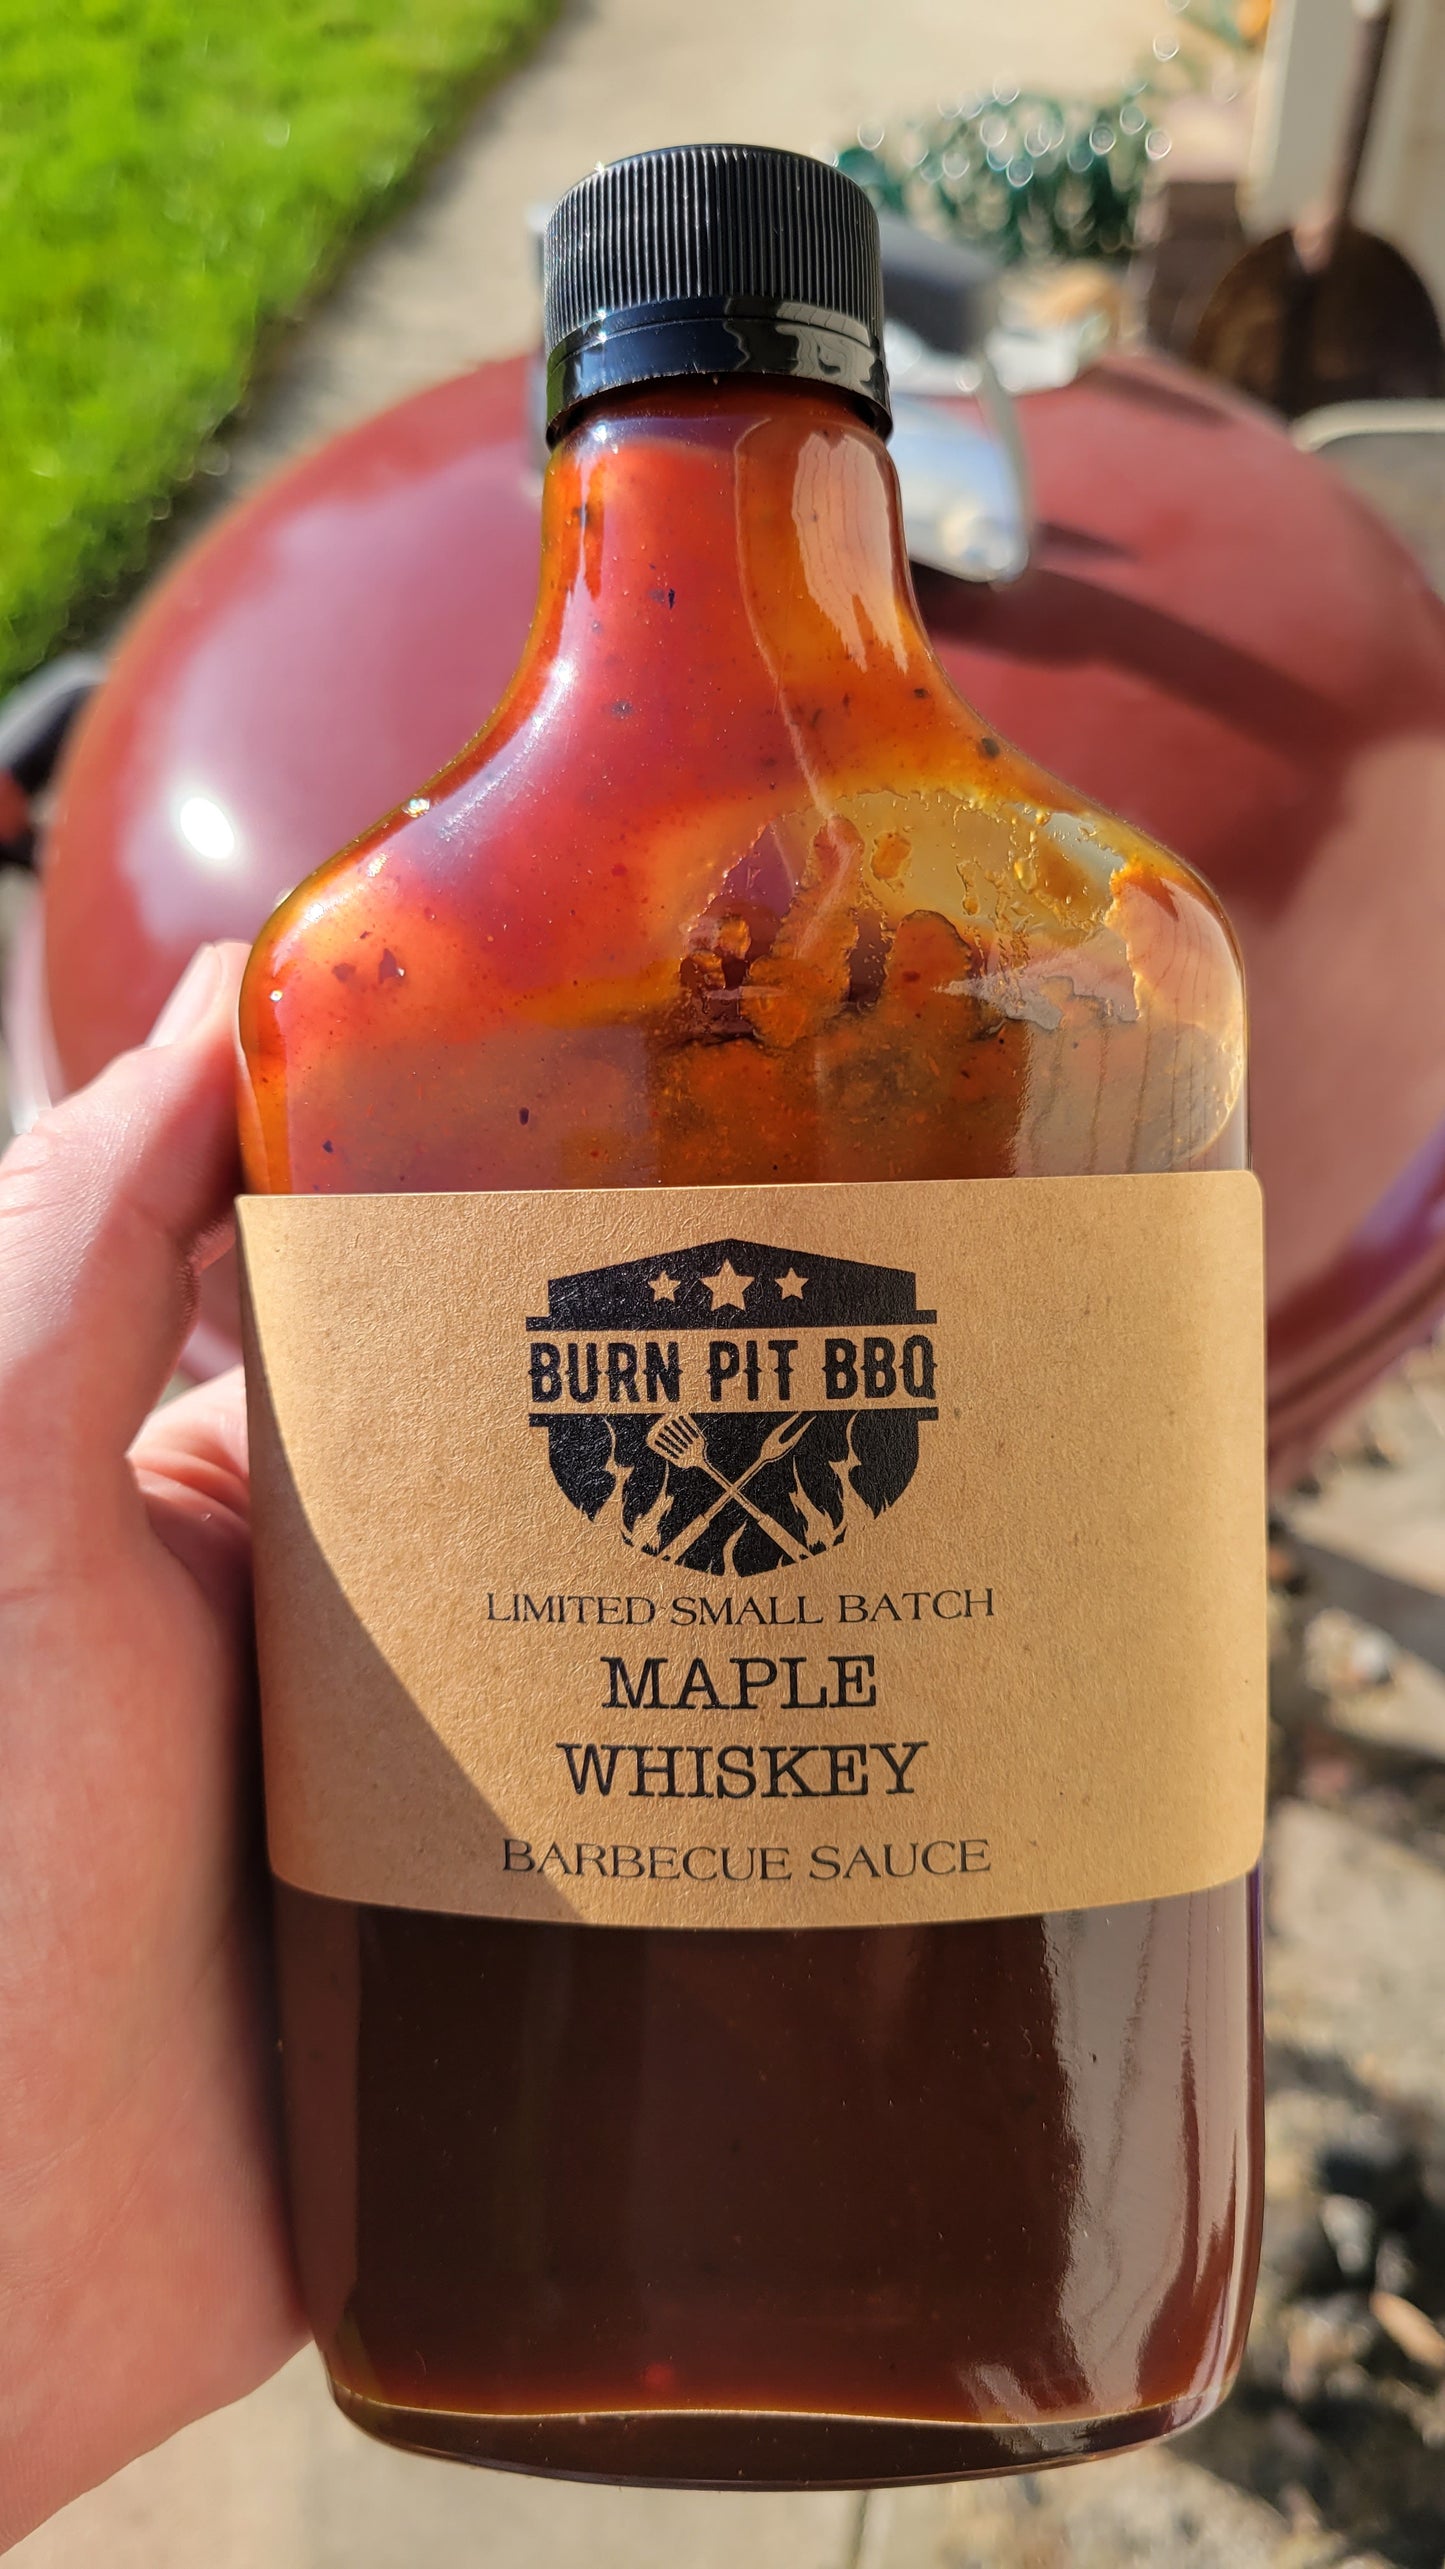 BURN PIT BBQ
LIMITED SMALL BATCH
MAPLE
WHISKEY
BARBECUE SAUCE